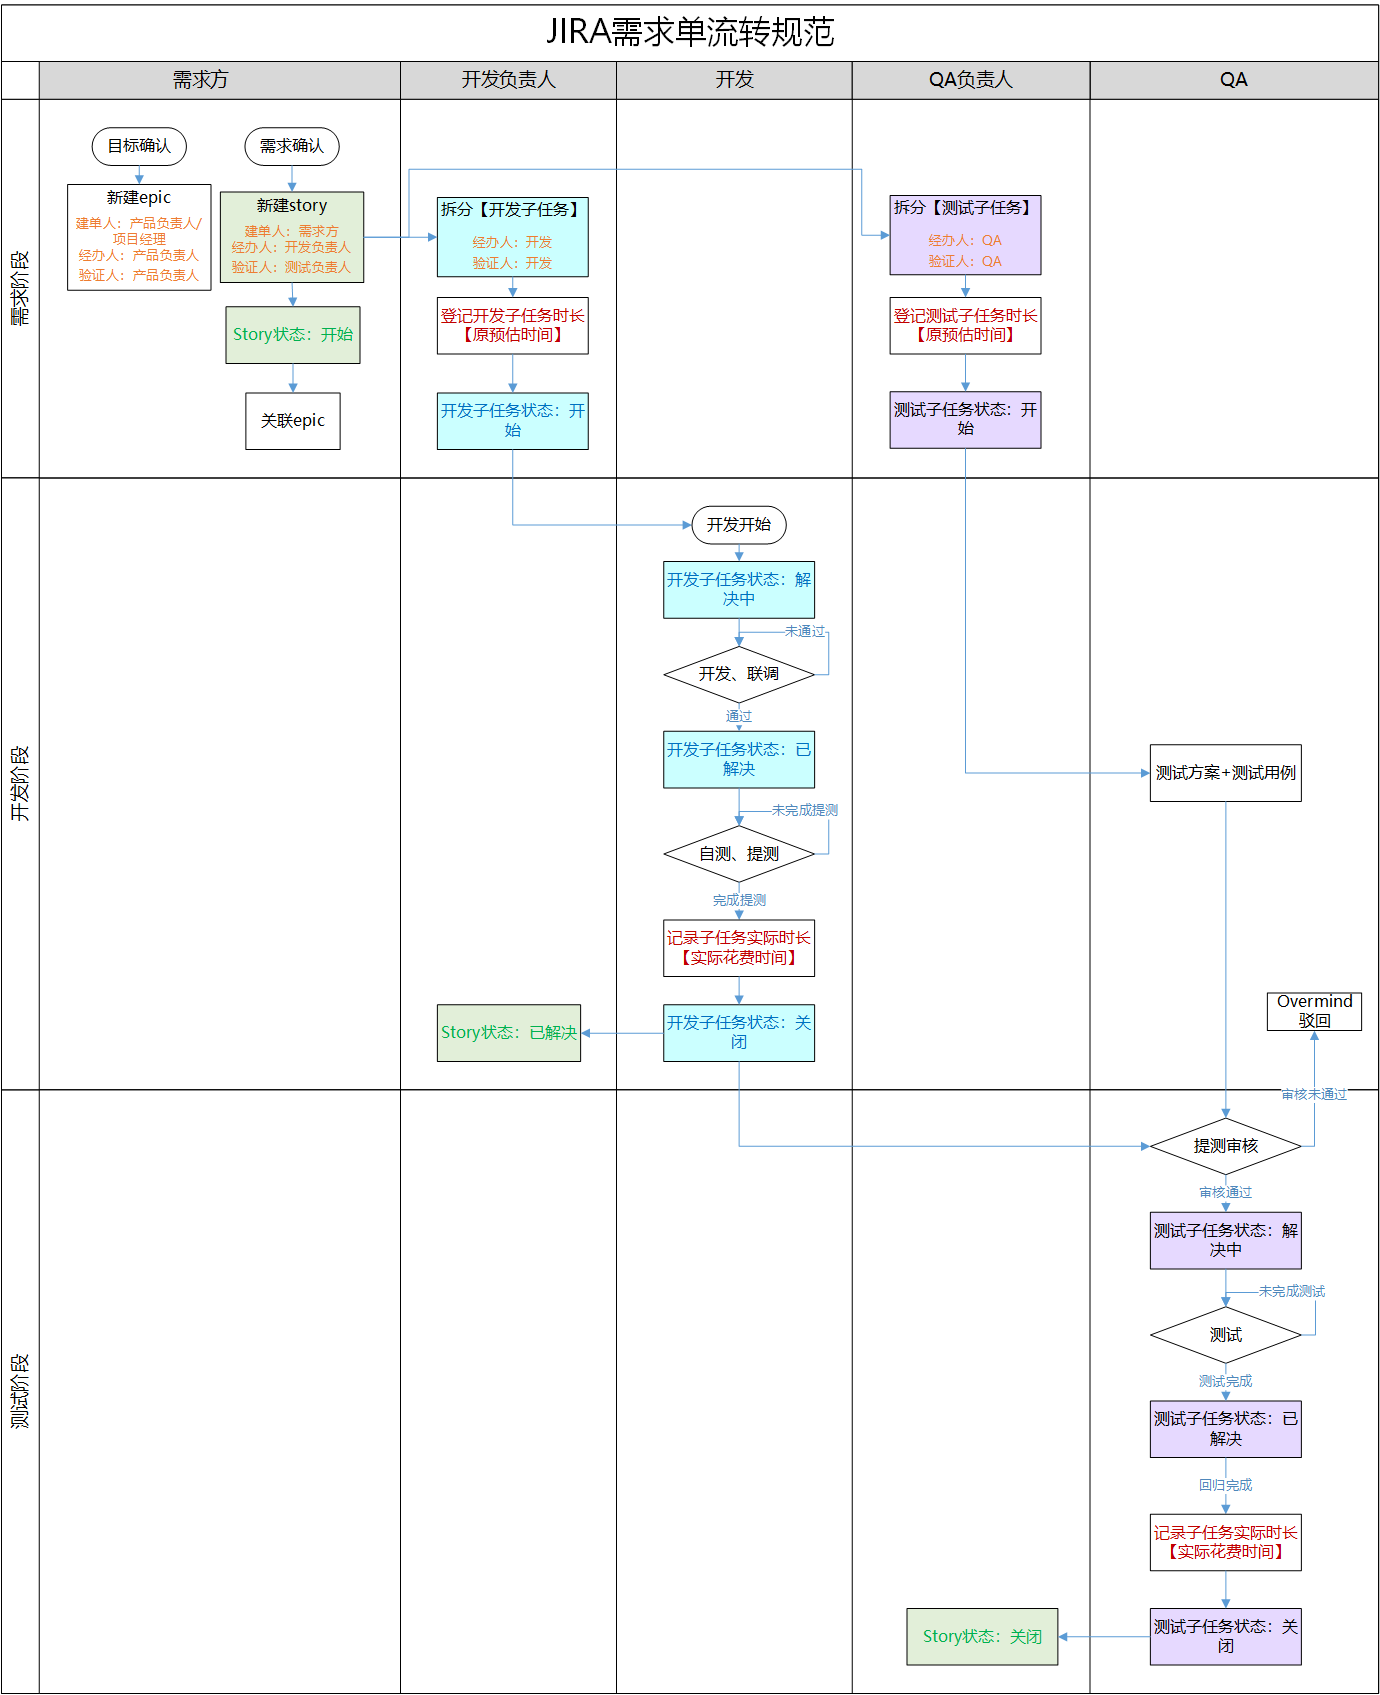 JIRA需求单流转规范
需求方
开发负责人
开发
QA负责人
QA
需求阶段
目标确认
新建epic
建单人：产品负责人/
项目经理
经办人：产品负责人
验证人：产品负责人
需求确认
新建story
建单人：需求方
经办人：开发负责人
验证人：测试负责人
Story状态：开始
关联epic
拆分【开发子任务】
经办人：开发
验证人：开发
登记开发子任务时长
【原预估时间】
开发子任务状态：开
始
拆分【测试子任务】
经办人：QA
验证人：QA
登记测试子任务时长
【原预估时间】
测试子任务状态：开
始
开发阶段
开发开始
开发子任务状态：解
决中
未通过
开发、联调
通过
开发子任务状态：已
解决
未完成提测
自测、提测
完成提测
记录子任务实际时长
【实际花费时间】
开发子任务状态：关
闭
Story状态：已解决
测试方案+测试用例
Overmind
驳回
审核未通过
测试阶段
提测审核
审核通过
测试子任务状态：解
决中
未完成测试
测试
测试完成
测试子任务状态：已
解决
回归完成
记录子任务实际时长
【实际花费时间】
测试子任务状态：关
闭
Story状态：关闭